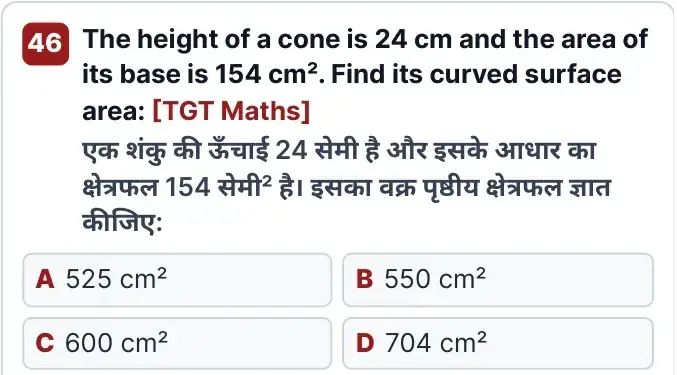 46 The height of a cone is 24 cm and the area of
its base is 154 cm². Find its curved surface
area: [TGT Maths]
एक शंकु की ऊँचाई 24 सेमी है और इसके आधार का
क्षेत्रफल 154 सेमी² है। इसका वक्र पृष्ठीय क्षेत्रफल ज्ञात
कीजिए:
A 525 cm²
B 550 cm²
C 600 cm²
D 704 cm²